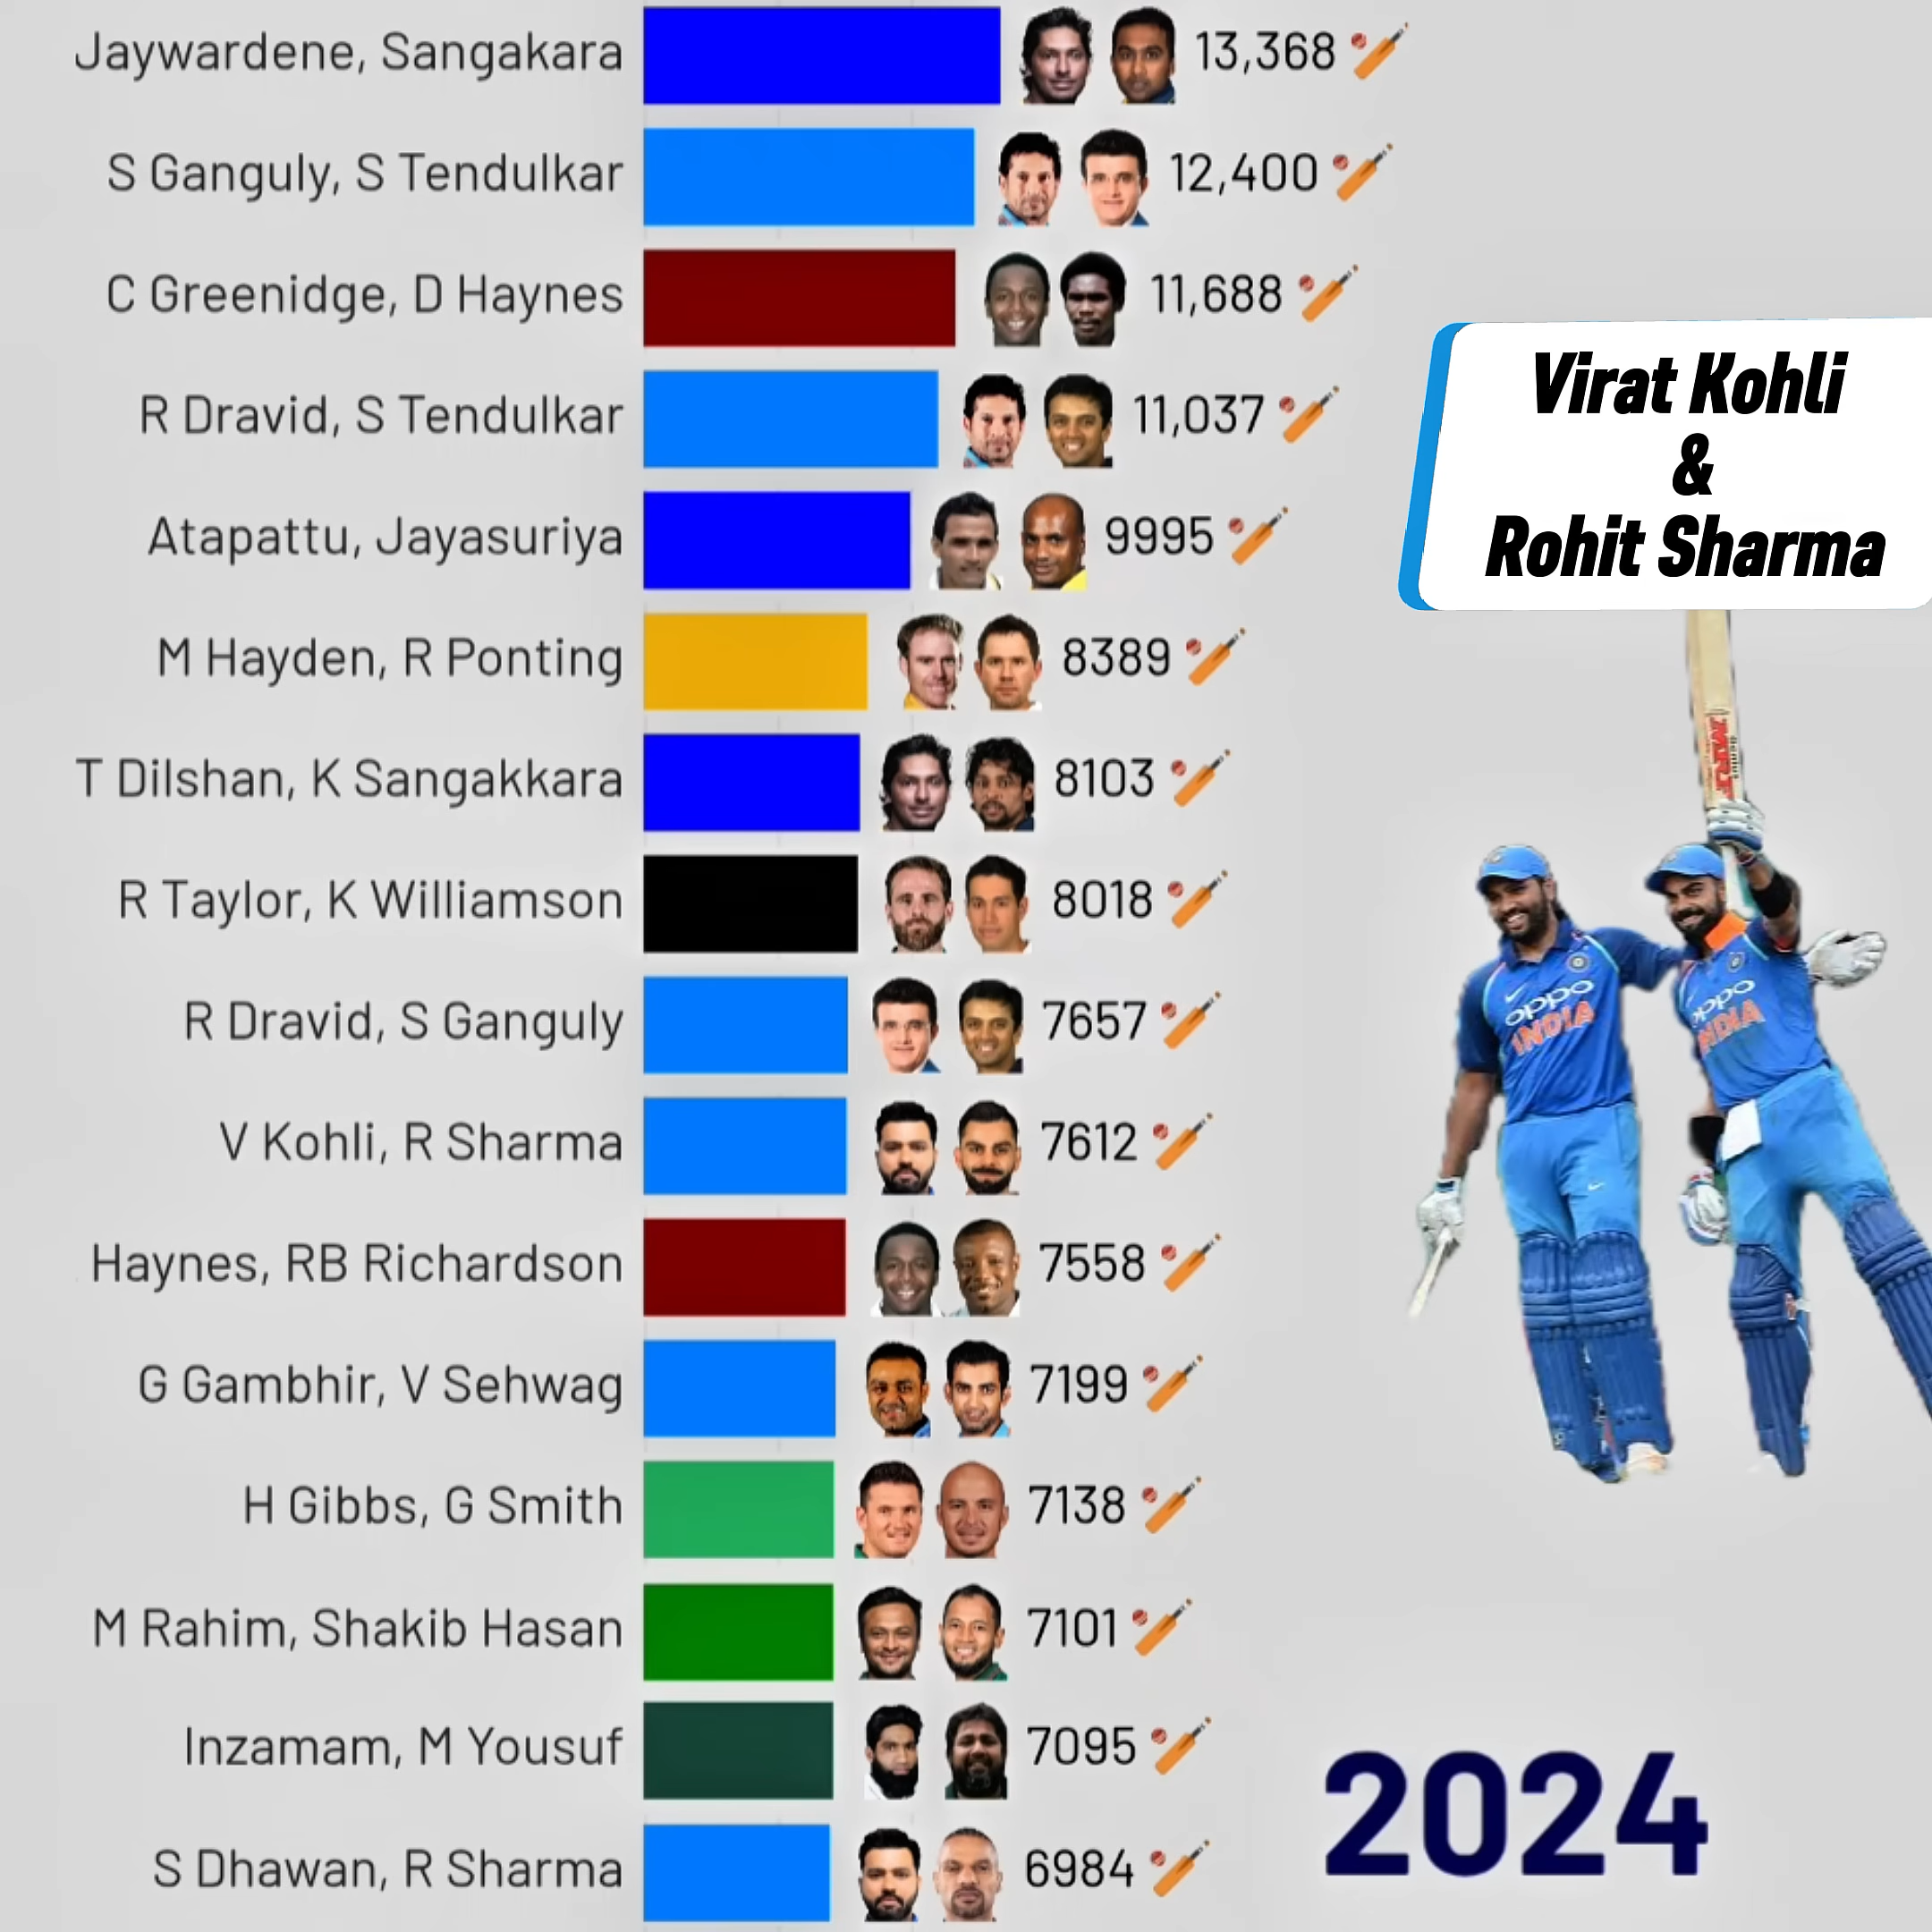 Jaywardene, Sangakara 13,368
S Ganguly, S Tendulkar 12,400
C Greenidge, D Haynes 11,688
R Dravid, S Tendulkar 11,037
Atapattu, Jayasuriya 9995
M Hayden, R Ponting 8389
T Dilshan, K Sangakkara 8103
R Taylor, K Williamson 8018
R Dravid, S Ganguly 7657
V Kohli, R Sharma 7612
Haynes, RB Richardson 7558
G Gambhir, V Sehwag 7199
H Gibbs, G Smith 7138
M Rahim, Shakib Hasan 7101
Inzamam, M Yousuf 7095
S Dhawan, R Sharma 6984
Virat Kohli
&
Rohit Sharma
oppo
INDIA
oppo
INDIA
2024